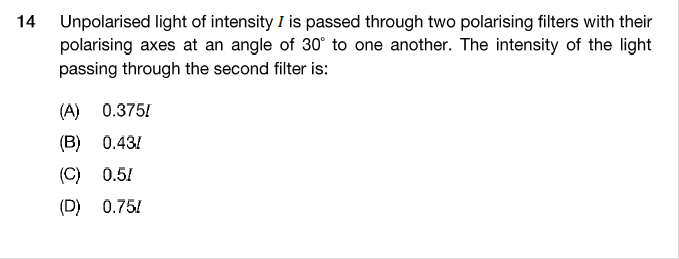 14 Unpolarised light of intensity I is passed through two polarising filters with their
polarising axes at an angle of 30° to one another. The intensity of the light
passing through the second filter is:
(A) 0.375I
(B) 0.43I
(C) 0.5I
(D) 0.75I